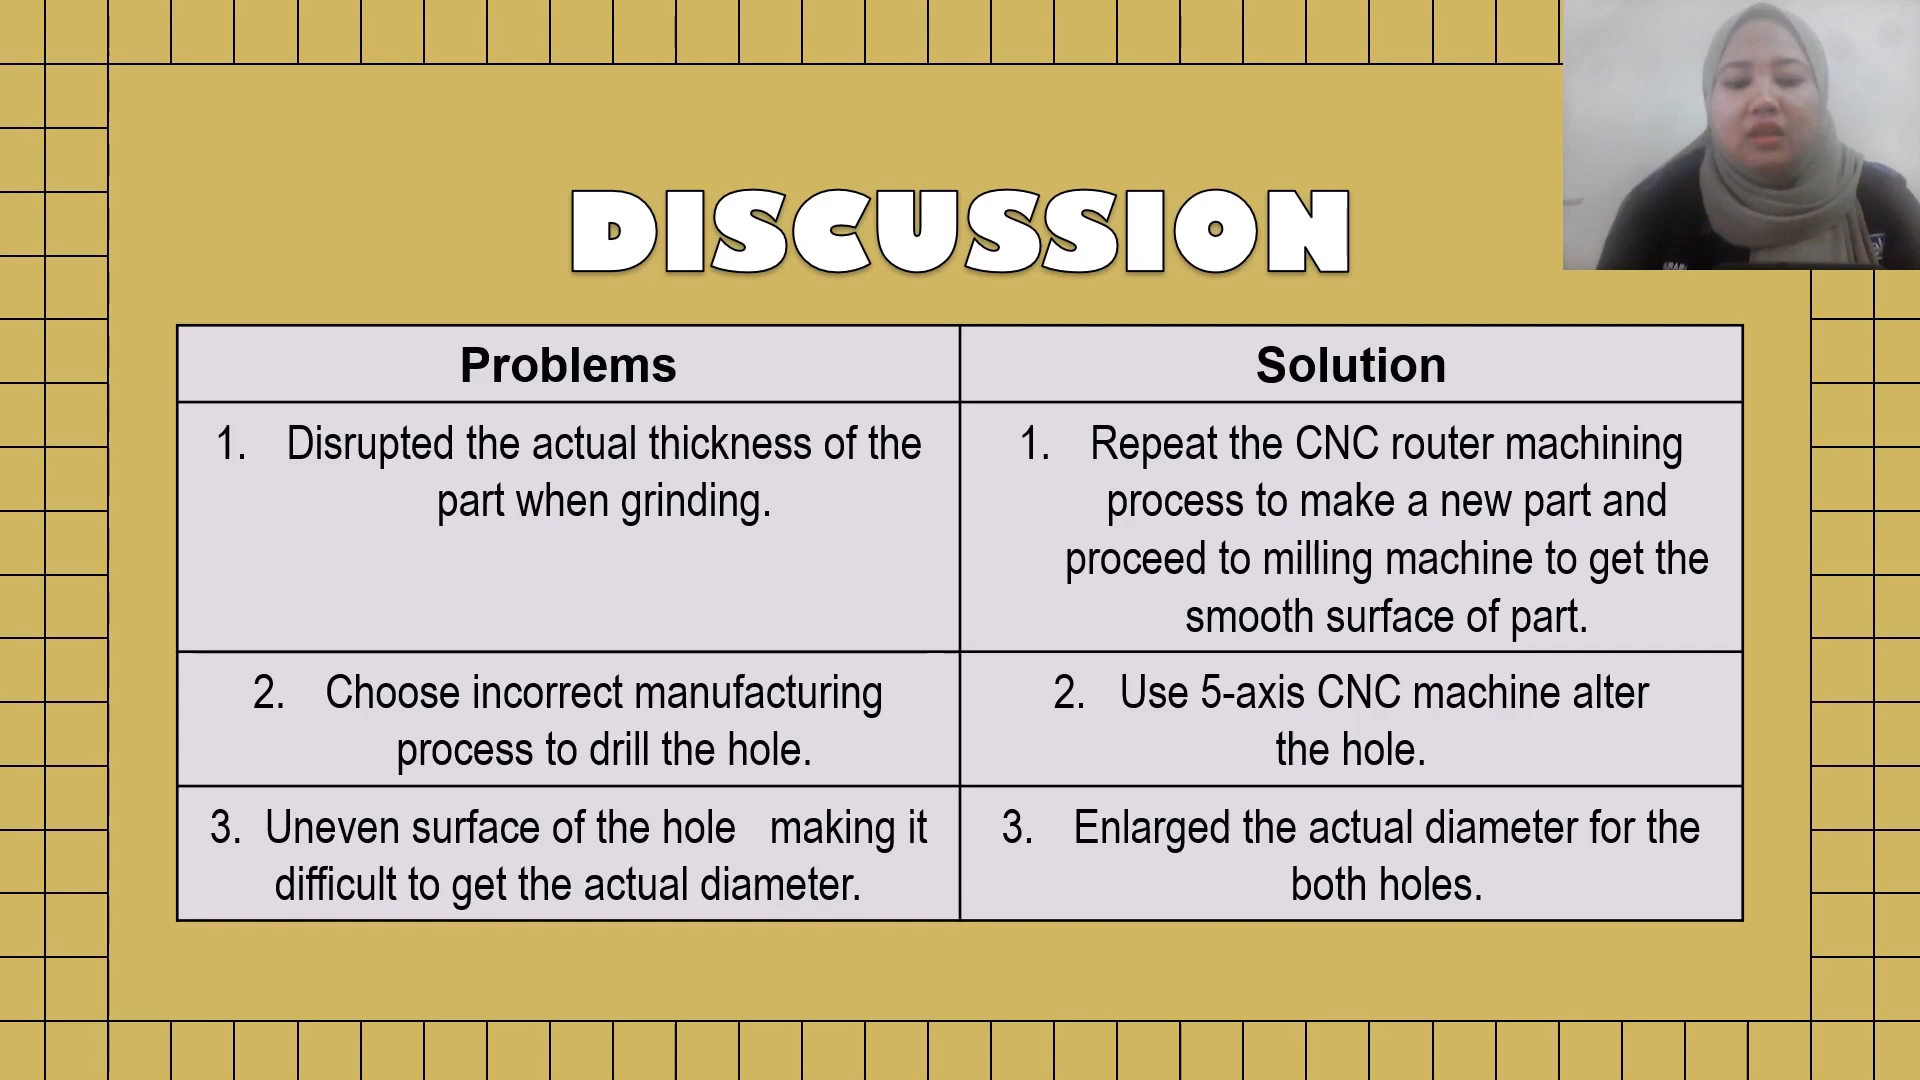 DISCUSSION
Problems
Solution
1. Disrupted the actual thickness of the
part when grinding.
1. Repeat the CNC router machining
process to make a new part and
proceed to milling machine to get the
smooth surface of part.
2. Choose incorrect manufacturing
process to drill the hole.
2. Use 5-axis CNC machine alter
the hole.
3. Uneven surface of the hole making it
difficult to get the actual diameter.
3. Enlarged the actual diameter for the
both holes.